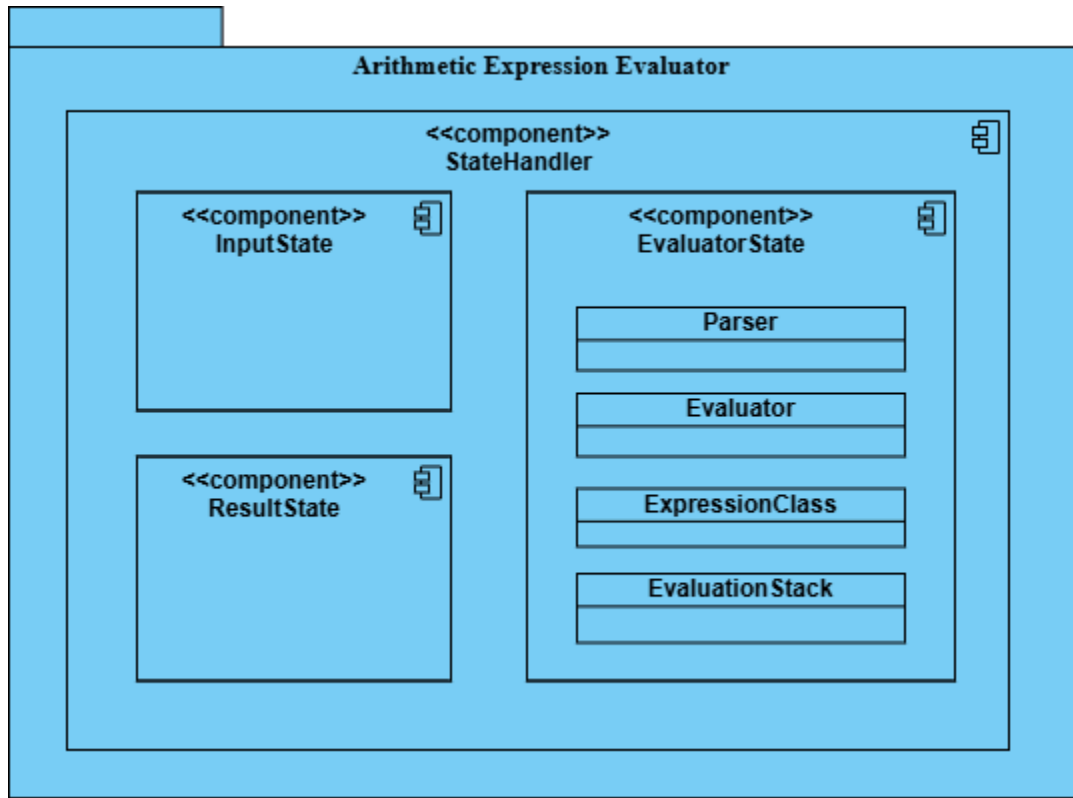 Arithmetic Expression Evaluator
<<component>>
StateHandler
<<component>>
InputState
<<component>>
EvaluatorState
Parser
Evaluator
<<component>>
ResultState
ExpressionClass
EvaluationStack